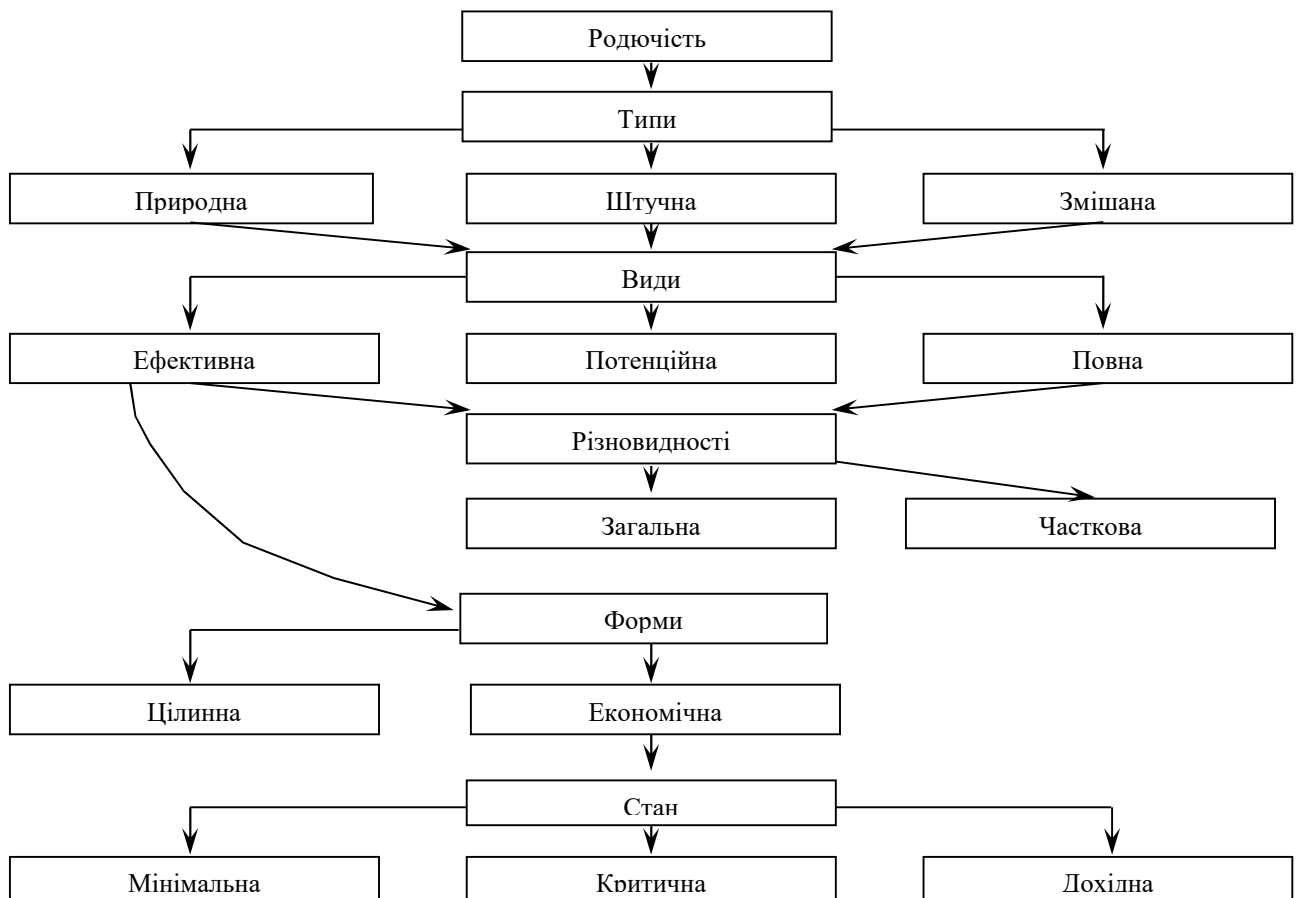 Родючість
Типи
Природна
Штучна
Змішана
Види
Ефективна
Потенційна
Повна
Різновидності
Загальна
Часткова
Форми
Цілинна
Економічна
Стан
Мінімальна
Критична
Дохідна